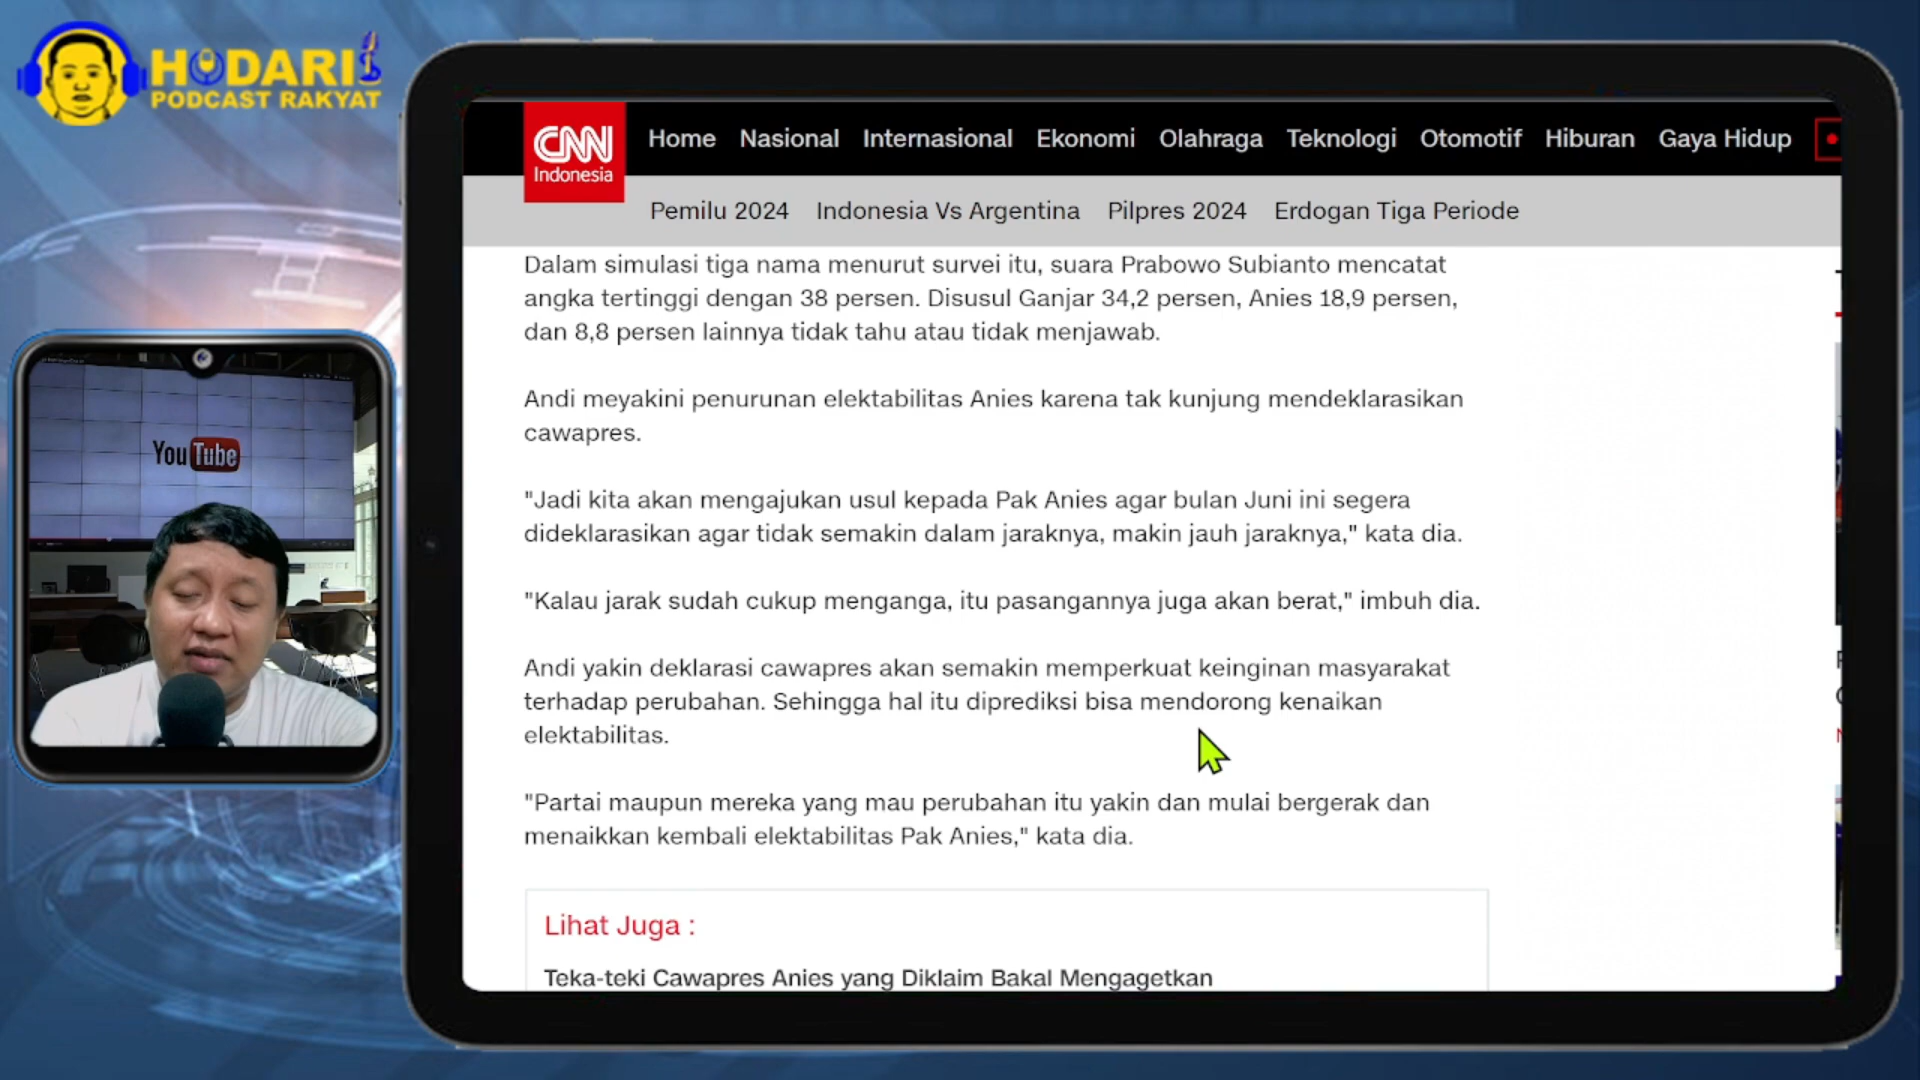 HODARI
PODCAST RAKYAT
YouTube
CNN
Indonesia
Home Nasional Internasional Ekonomi Olahraga Teknologi Otomotif Hiburan Gaya Hidup
Pemilu 2024 Indonesia Vs Argentina Pilpres 2024 Erdogan Tiga Periode
Dalam simulasi tiga nama menurut survei itu, suara Prabowo Subianto mencatat
angka tertinggi dengan 38 persen. Disusul Ganjar 34,2 persen, Anies 18,9 persen,
dan 8,8 persen lainnya tidak tahu atau tidak menjawab.
Andi meyakini penurunan elektabilitas Anies karena tak kunjung mendeklarasikan
cawapres.
"Jadi kita akan mengajukan usul kepada Pak Anies agar bulan Juni ini segera
dideklarasikan agar tidak semakin dalam jaraknya, makin jauh jaraknya," kata dia.
"Kalau jarak sudah cukup menganga, itu pasangannya juga akan berat," imbuh dia.
Andi yakin deklarasi cawapres akan semakin memperkuat keinginan masyarakat
terhadap perubahan. Sehingga hal itu diprediksi bisa mendorong kenaikan
elektabilitas.
"Partai maupun mereka yang mau perubahan itu yakin dan mulai bergerak dan
menaikkan kembali elektabilitas Pak Anies," kata dia.
Lihat Juga :
Teka-teki Cawapres Anies yang Diklaim Bakal Mengagetkan